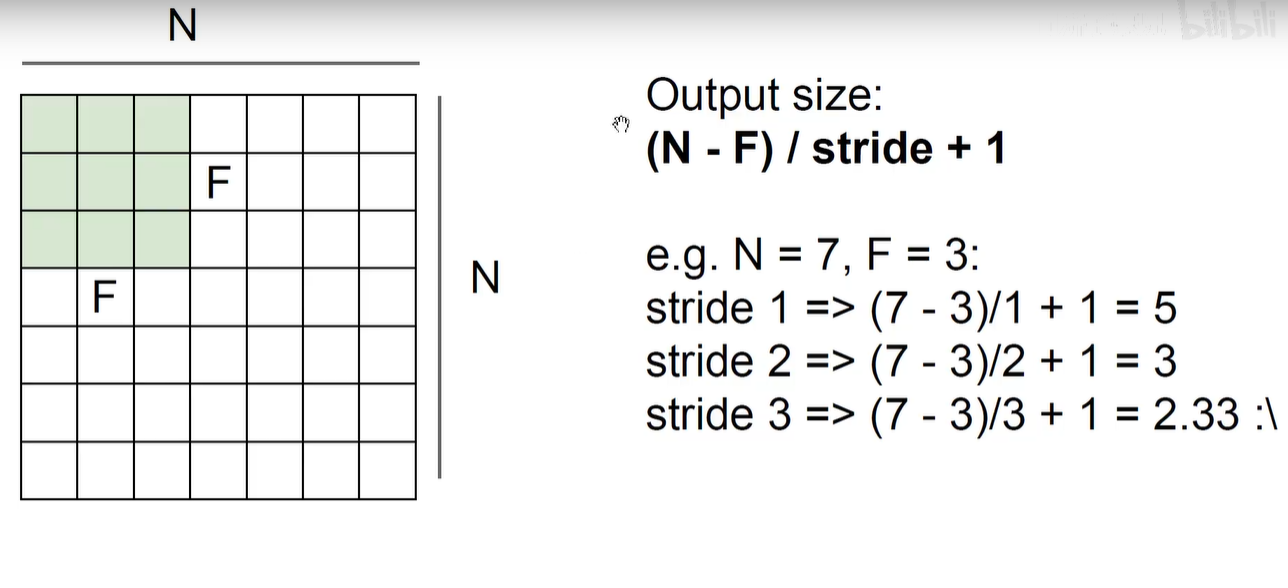 N
bilibili
Output size:
(N - F) / stride + 1
F
e.g. N = 7, F = 3:
N
F
stride 1 => (7 - 3)/1 + 1 = 5
stride 2 => (7 - 3)/2 + 1 = 3
stride 3 => (7 - 3)/3 + 1 = 2.33 :\